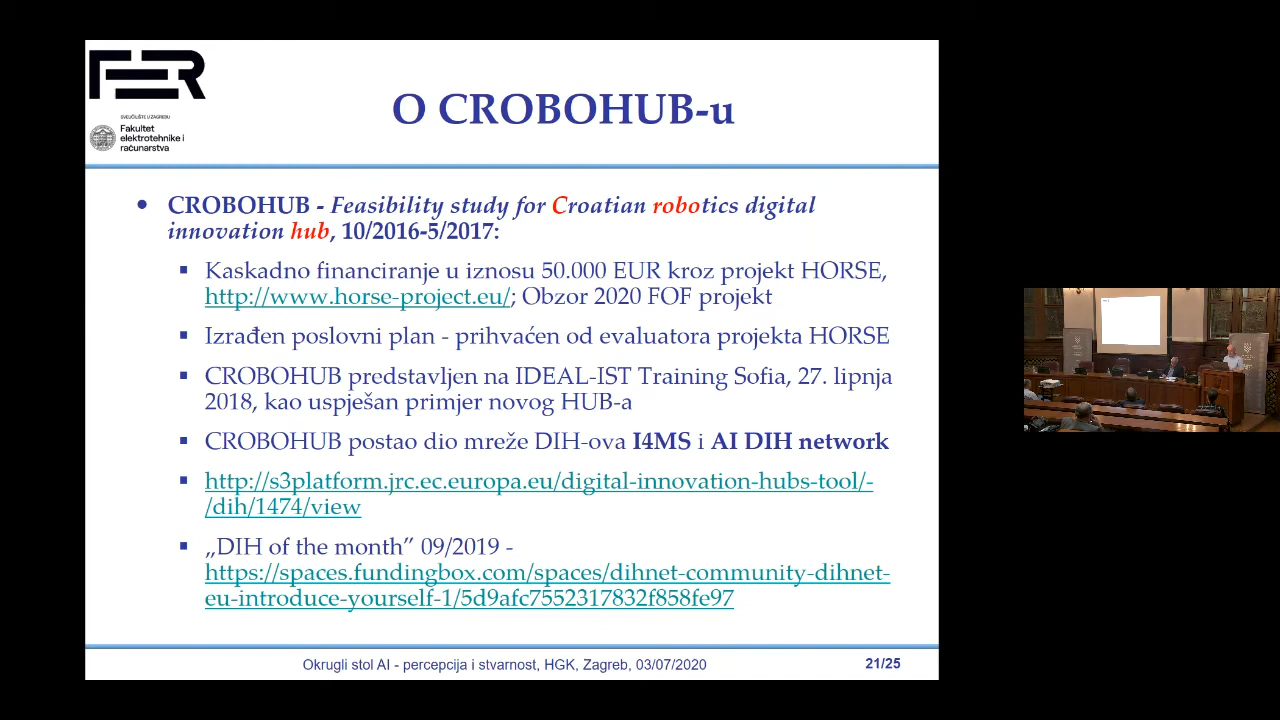 FER
SVEUČILIŠTE U ZAGREBU
Fakultet
elektrotehnike i
računarstva
O CROBOHUB-u
• CROBOHUB - Feasibility study for Croatian robotics digital
innovation hub, 10/2016-5/2017:
▪ Kaskadno financiranje u iznosu 50.000 EUR kroz projekt HORSE,
http://www.horse-project.eu/; Obzor 2020 FOF projekt
▪ Izrađen poslovni plan - prihvaćen od evaluatora projekta HORSE
▪ CROBOHUB predstavljen na IDEAL-IST Training Sofia, 27. lipnja
2018, kao uspješan primjer novog HUB-a
▪ CROBOHUB postao dio mreže DIH-ova I4MS i AI DIH network
▪ http://s3platform.jrc.ec.europa.eu/digital-innovation-hubs-tool/-
/dih/1474/view
▪ „DIH of the month” 09/2019 -
https://spaces.fundingbox.com/spaces/dihnet-community-dihnet-
eu-introduce-yourself-1/5d9afc7552317832f858fe97
Okrugli stol AI - percepcija i stvarnost, HGK, Zagreb, 03/07/2020
21/25